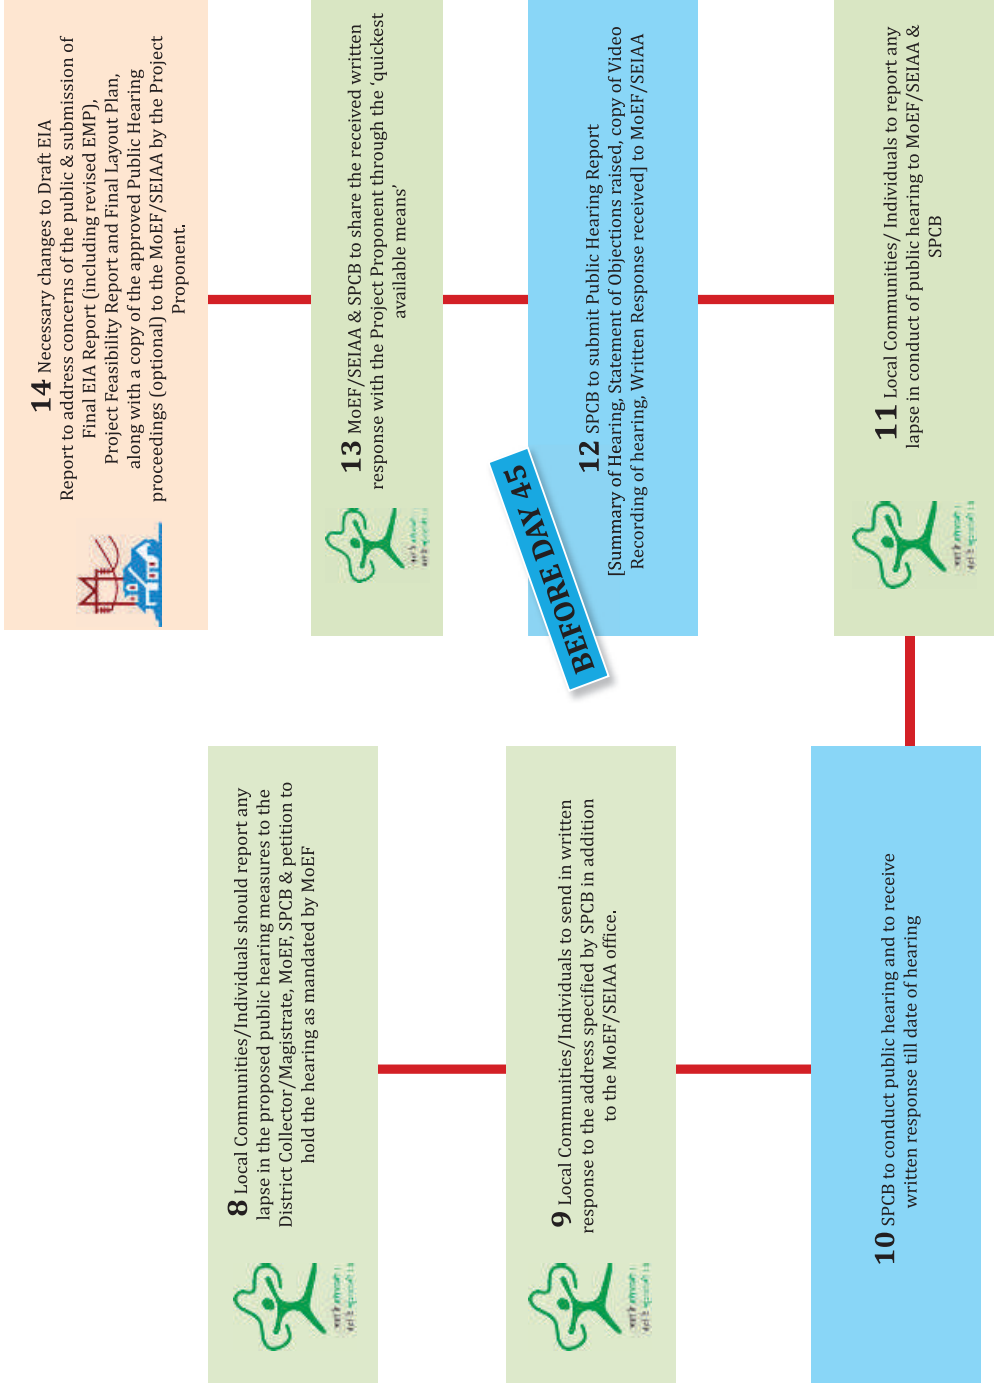 8 Local Communities/Individuals should report any
lapse in the proposed public hearing measures to the
District Collector/Magistrate, MoEF, SPCB & petition to
hold the hearing as mandated by MoEF
9 Local Communities/Individuals to send in written
response to the address specified by SPCB in addition
to the MoEF/SEIAA office.
10 SPCB to conduct public hearing and to receive
written response till date of hearing
11 Local Communities/ Individuals to report any
lapse in conduct of public hearing to MoEF/SEIAA &
SPCB
BEFORE DAY 45
12 SPCB to submit Public Hearing Report
[Summary of Hearing, Statement of Objections raised, copy of Video
Recording of hearing, Written Response received] to MoEF/SEIAA
13 MoEF/SEIAA & SPCB to share the received written
response with the Project Proponent through the ‘quickest
available means’
14 Necessary changes to Draft EIA
Report to address concerns of the public & submission of
Final EIA Report (including revised EMP),
Project Feasibility Report and Final Layout Plan,
along with a copy of the approved Public Hearing
proceedings (optional) to the MoEF/SEIAA by the Project
Proponent.